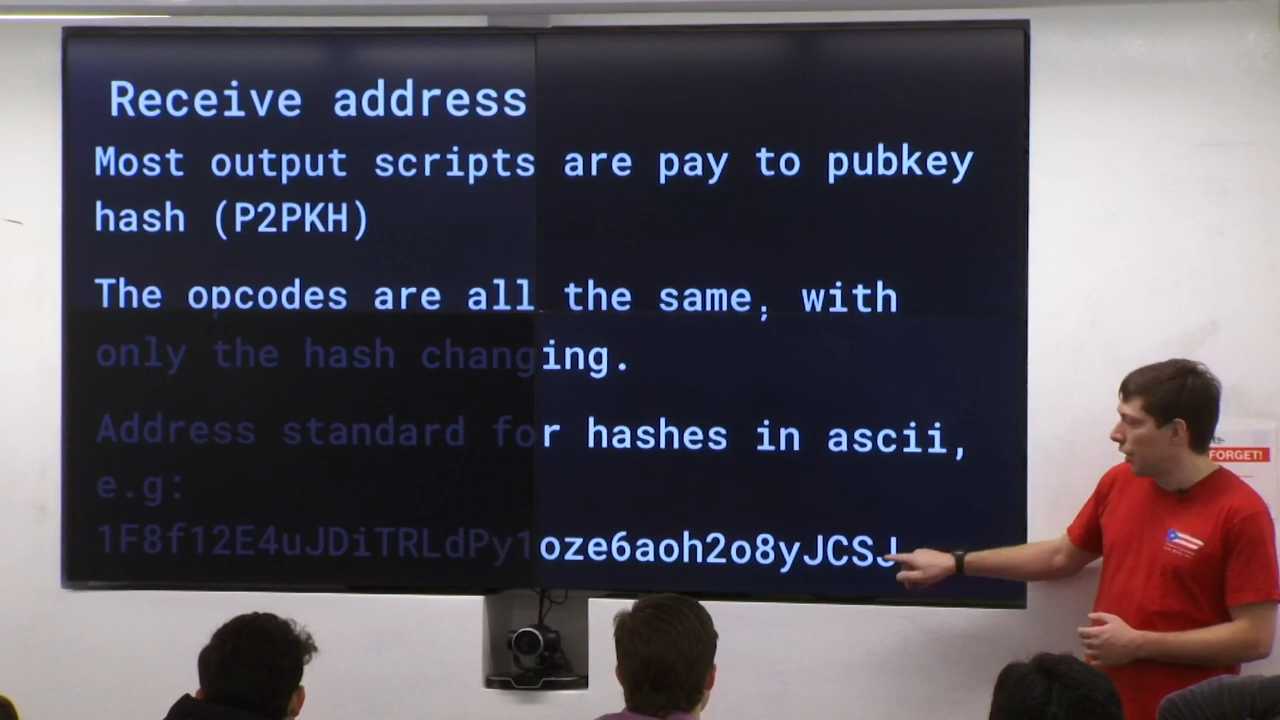 Receive address
Most output scripts are pay to pubkey
hash (P2PKH)
The opcodes are all the same, with
only the hash changing.
Address standard for hashes in ascii,
e.g:
1F8f12E4uJDiTRLdPy1oze6aoh2o8yJCSJ
FORGET!